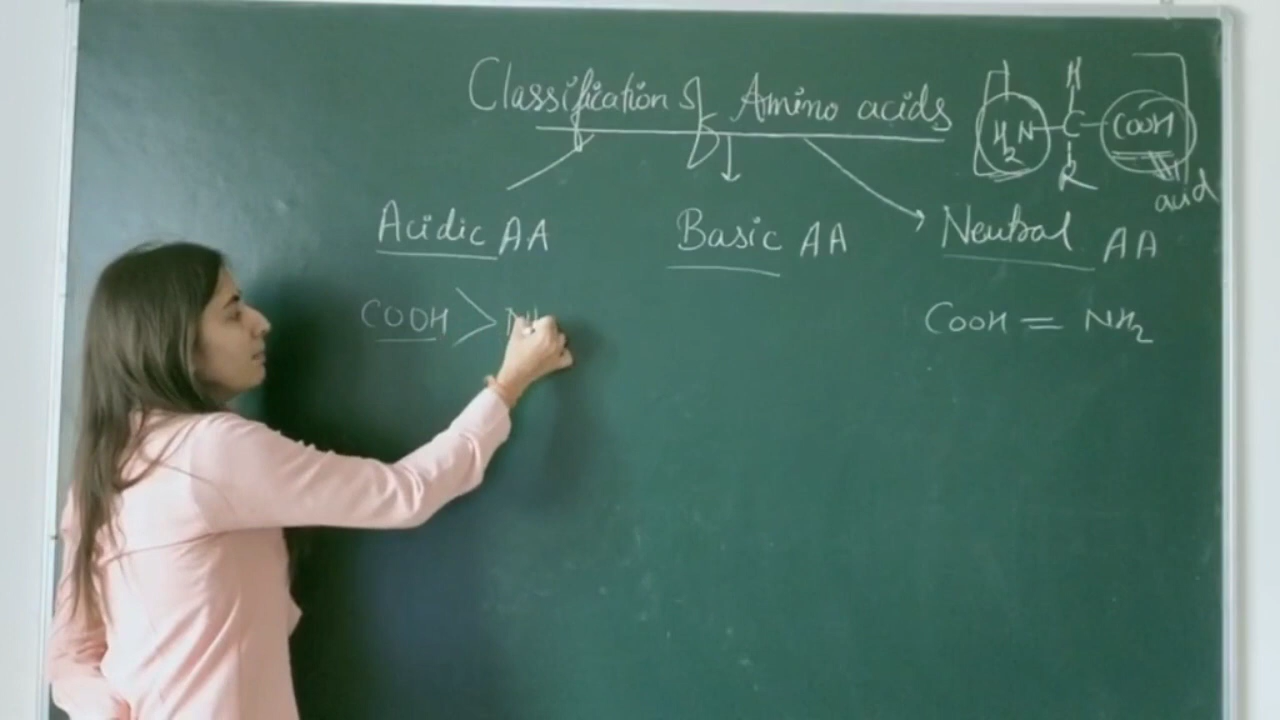 Classification of Amino acids
H
H2N - C - COOH
R
acid
Acidic AA
Basic AA
Neutral AA
COOH >
COOH = NH2